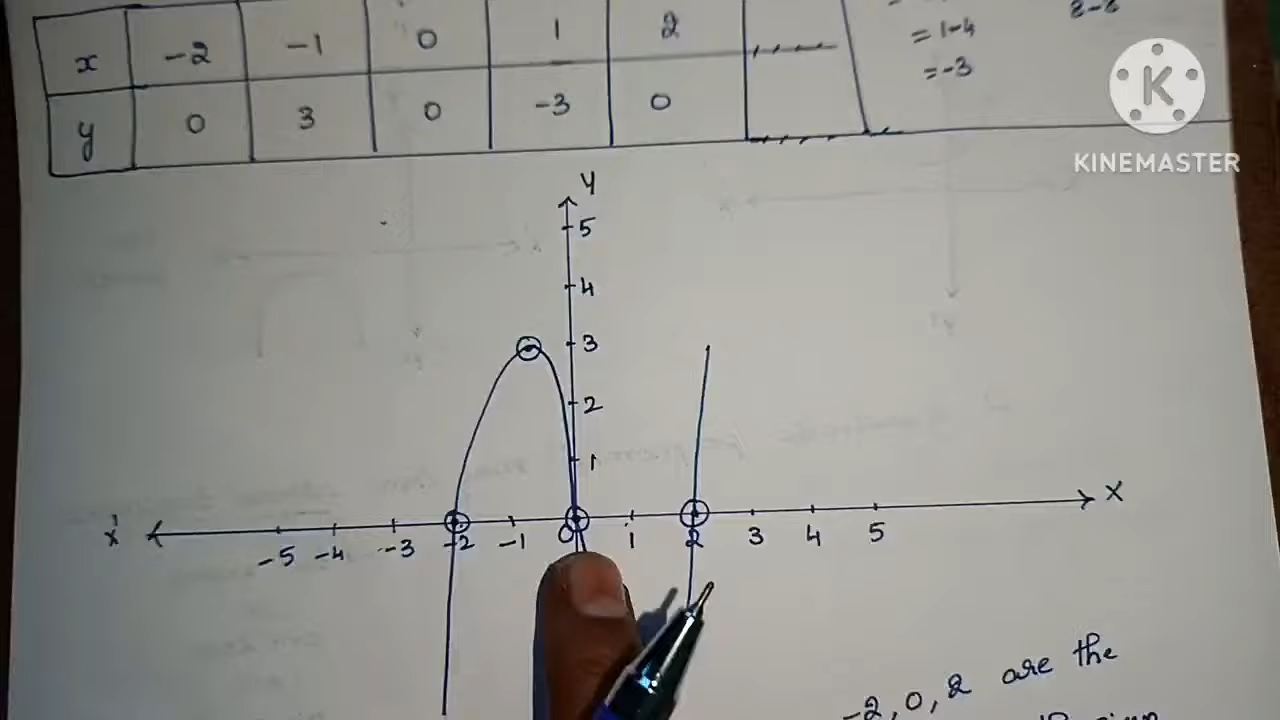 x -2 -1 0 1 2
y 0 3 0 -3 0
= 1-4
= -3
K
KINEMASTER
Y
5
4
3
2
1
X' X
-5 -4 -3 -2 -1 0 1 2 3 4 5
-2, 0, 2 are the